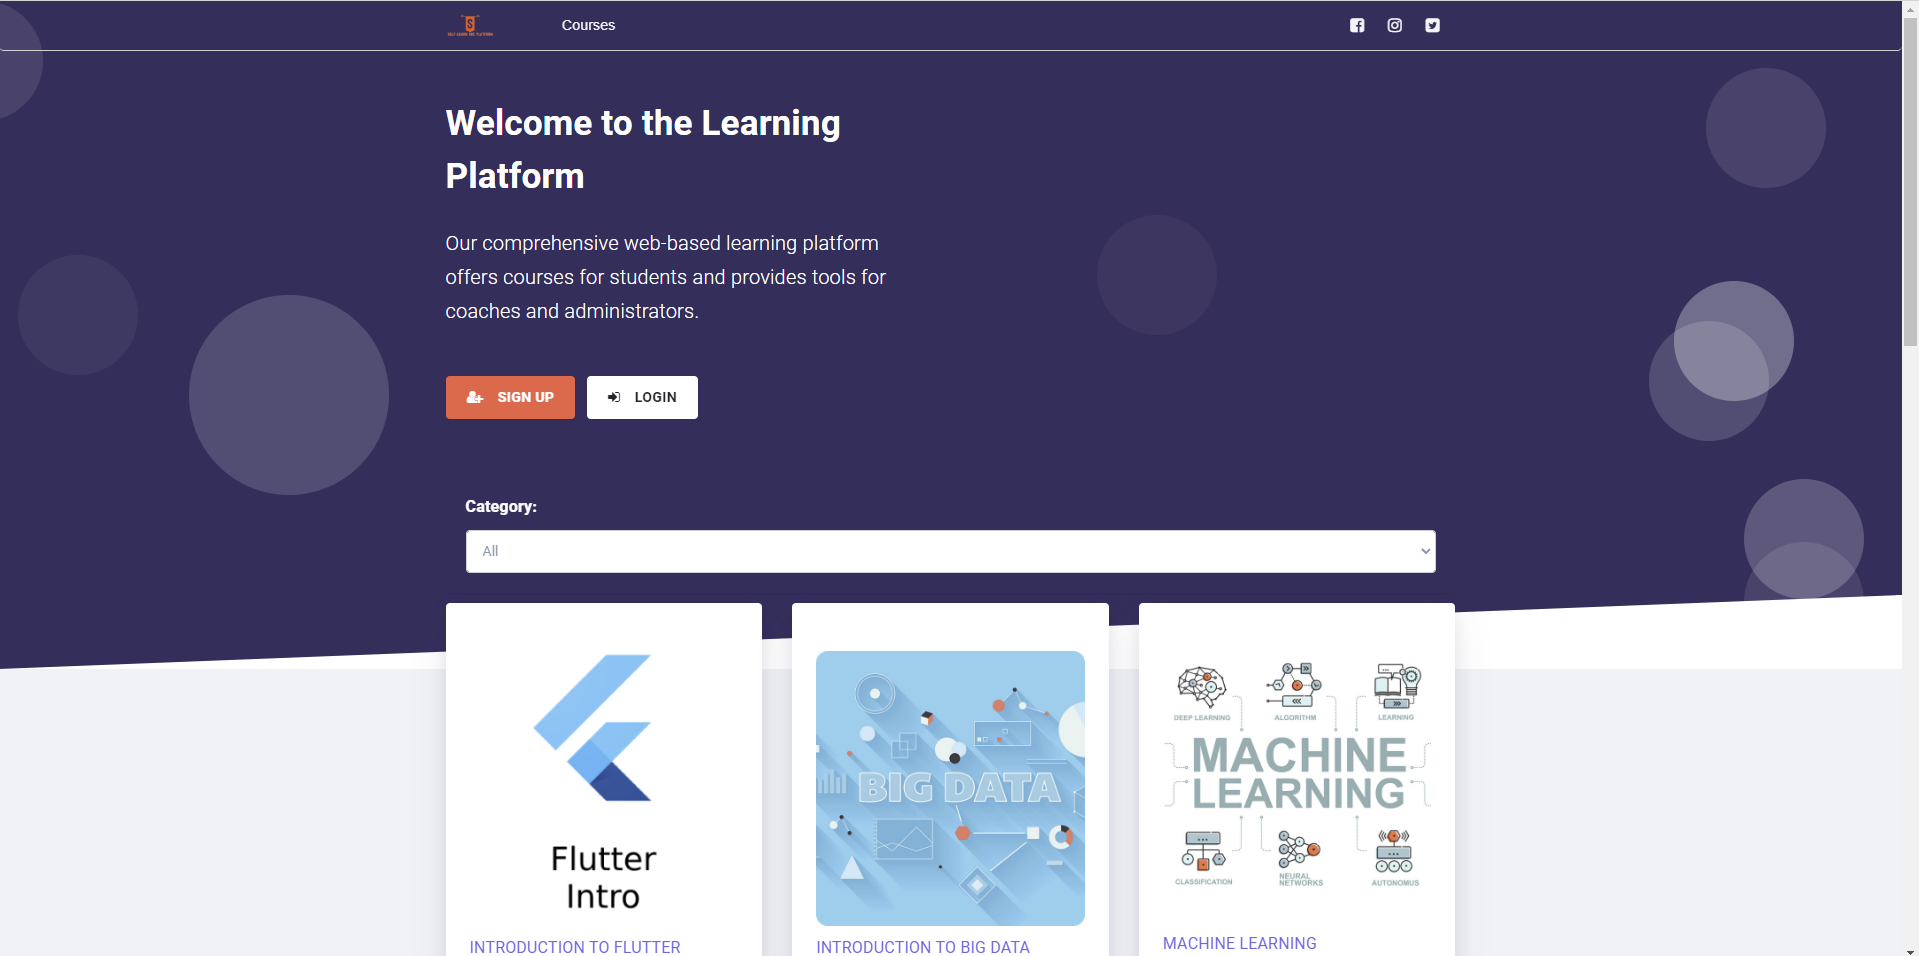 Courses
Welcome to the Learning
Platform
Our comprehensive web-based learning platform
offers courses for students and provides tools for
coaches and administrators.
SIGN UP
LOGIN
Category:
All
Flutter
Intro
INTRODUCTION TO FLUTTER
BIG DATA
INTRODUCTION TO BIG DATA
DEEP LEARNING
ALGORITHM
LEARNING
MACHINE
LEARNING
CLASSIFICATION
NEURAL
NETWORKS
AUTONOMUS
MACHINE LEARNING